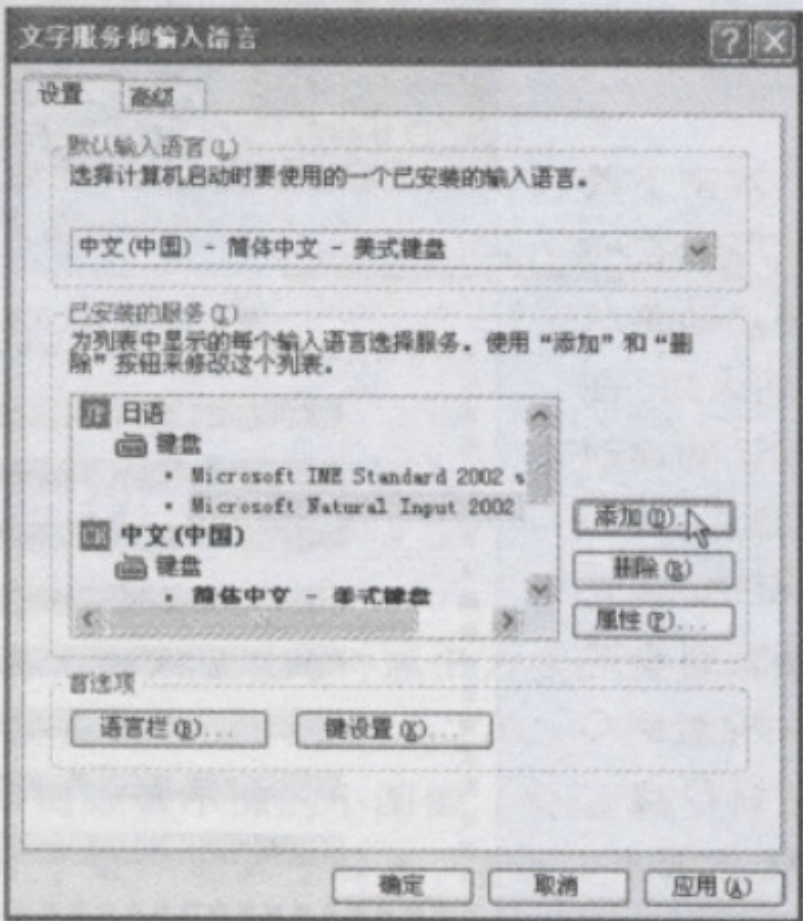 文字服务和输入语言
设置
高级
默认输入语言(L)
选择计算机启动时要使用的一个已安装的输入语言。
中文(中国) - 简体中文 - 美式键盘
已安装的服务(I)
为列表中显示的每个输入语言选择服务。使用“添加”和“删
除”按钮来修改这个列表。
JP 日语
键盘
• Microsoft IME Standard 2002 v
• Microsoft Natural Input 2002
添加(D)...
CH 中文(中国)
键盘
删除(R)
• 简体中文 - 美式键盘
属性(P)...
首选项
语言栏(B)...
键设置(K)...
确定
取消
应用(A)